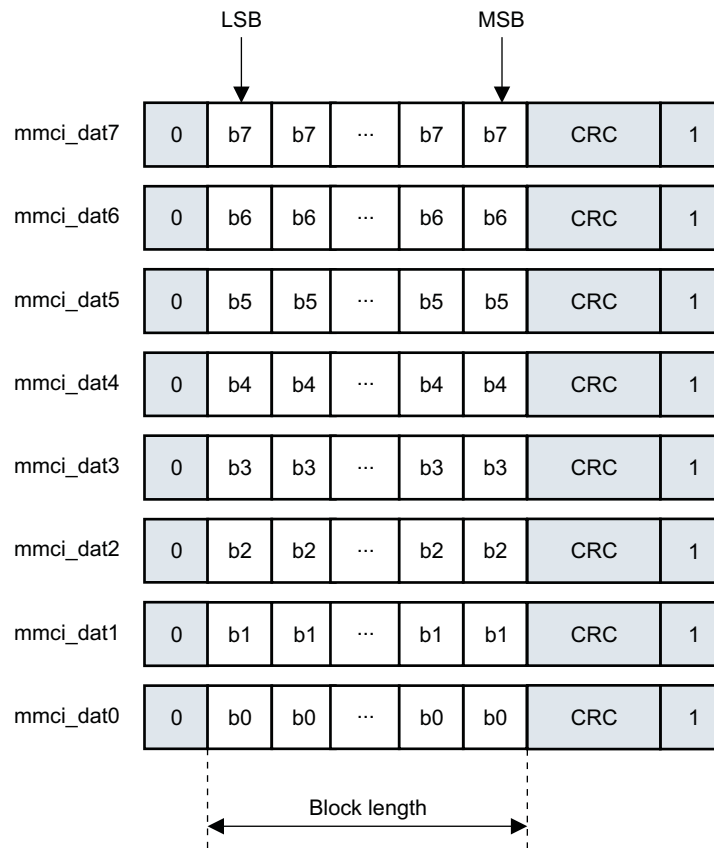 LSB MSB
mmci_dat7 0 b7 b7 ... b7 b7 CRC 1
mmci_dat6 0 b6 b6 ... b6 b6 CRC 1
mmci_dat5 0 b5 b5 ... b5 b5 CRC 1
mmci_dat4 0 b4 b4 ... b4 b4 CRC 1
mmci_dat3 0 b3 b3 ... b3 b3 CRC 1
mmci_dat2 0 b2 b2 ... b2 b2 CRC 1
mmci_dat1 0 b1 b1 ... b1 b1 CRC 1
mmci_dat0 0 b0 b0 ... b0 b0 CRC 1
Block length